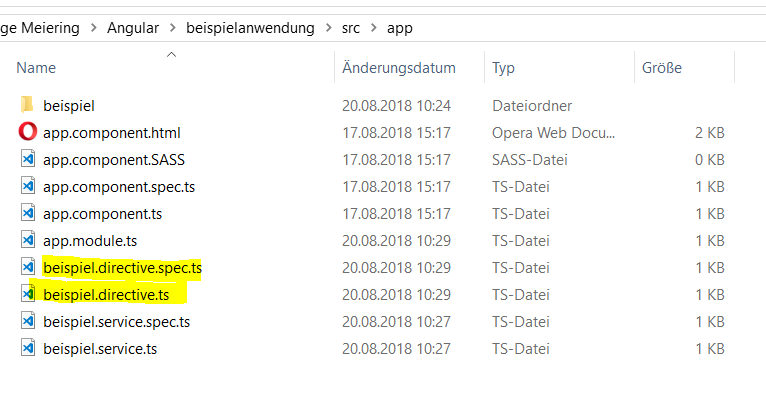 ge Meiering > Angular > beispielanwendung > src > app
Name Änderungsdatum Typ Größe
beispiel 20.08.2018 10:24 Dateiordner
app.component.html 17.08.2018 15:17 Opera Web Docu... 2 KB
app.component.SASS 17.08.2018 15:17 SASS-Datei 0 KB
app.component.spec.ts 17.08.2018 15:17 TS-Datei 1 KB
app.component.ts 17.08.2018 15:17 TS-Datei 1 KB
app.module.ts 20.08.2018 10:29 TS-Datei 1 KB
beispiel.directive.spec.ts 20.08.2018 10:29 TS-Datei 1 KB
beispiel.directive.ts 20.08.2018 10:29 TS-Datei 1 KB
beispiel.service.spec.ts 20.08.2018 10:27 TS-Datei 1 KB
beispiel.service.ts 20.08.2018 10:27 TS-Datei 1 KB